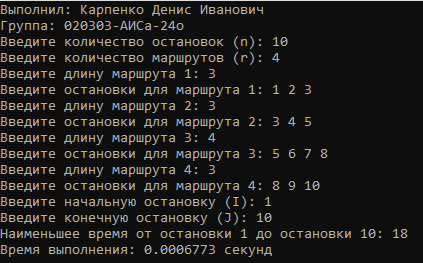 Выполнил: Карпенко Денис Иванович
Группа: 020303-АИСа-24о
Введите количество остановок (n): 10
Введите количество маршрутов (r): 4
Введите длину маршрута 1: 3
Введите остановки для маршрута 1: 1 2 3
Введите длину маршрута 2: 3
Введите остановки для маршрута 2: 3 4 5
Введите длину маршрута 3: 4
Введите остановки для маршрута 3: 5 6 7 8
Введите длину маршрута 4: 3
Введите остановки для маршрута 4: 8 9 10
Введите начальную остановку (I): 1
Введите конечную остановку (J): 10
Наименьшее время от остановки 1 до остановки 10: 18
Время выполнения: 0.0006773 секунд